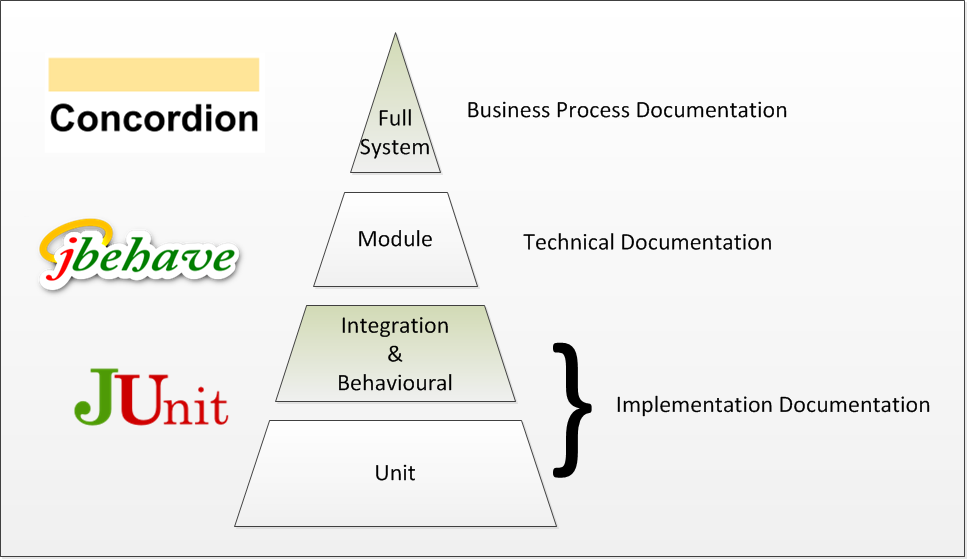 Concordion
Full
System
Business Process Documentation
jbehave
Module
Technical Documentation
Integration
&
Behavioural
JUnit
}
Implementation Documentation
Unit